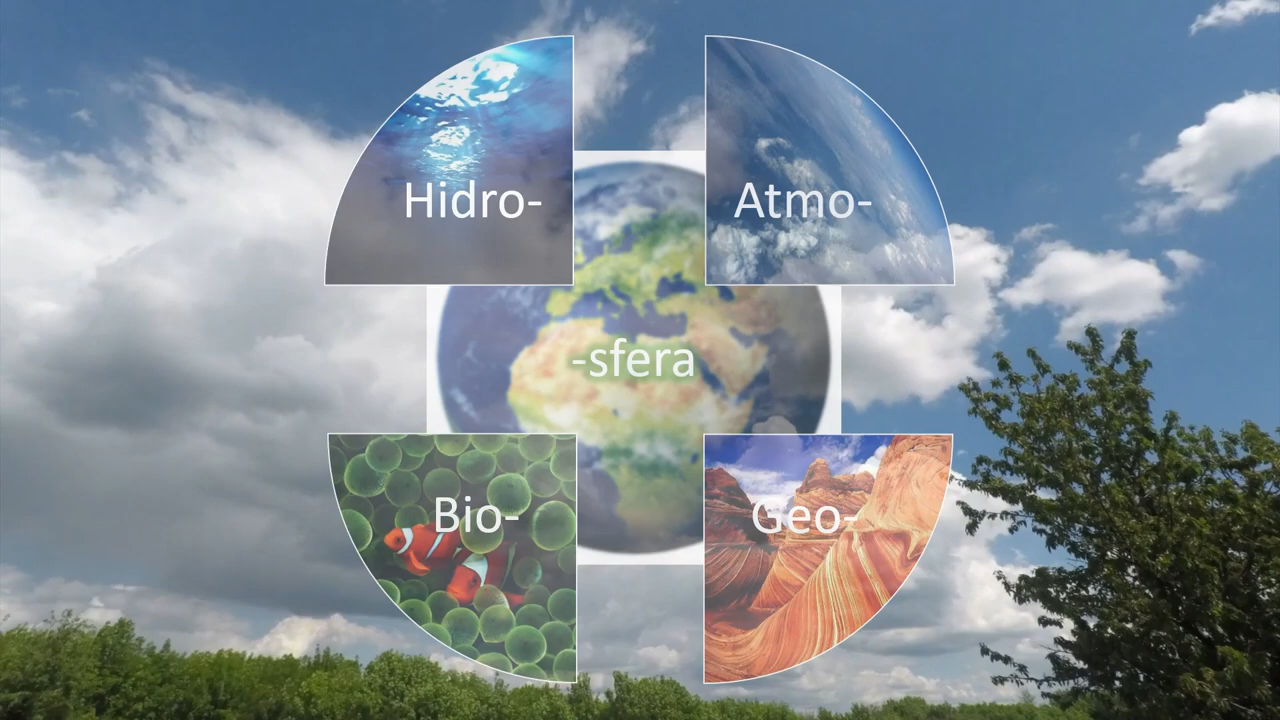 Hidro-
Atmo-
-sfera
Bio-
Geo-